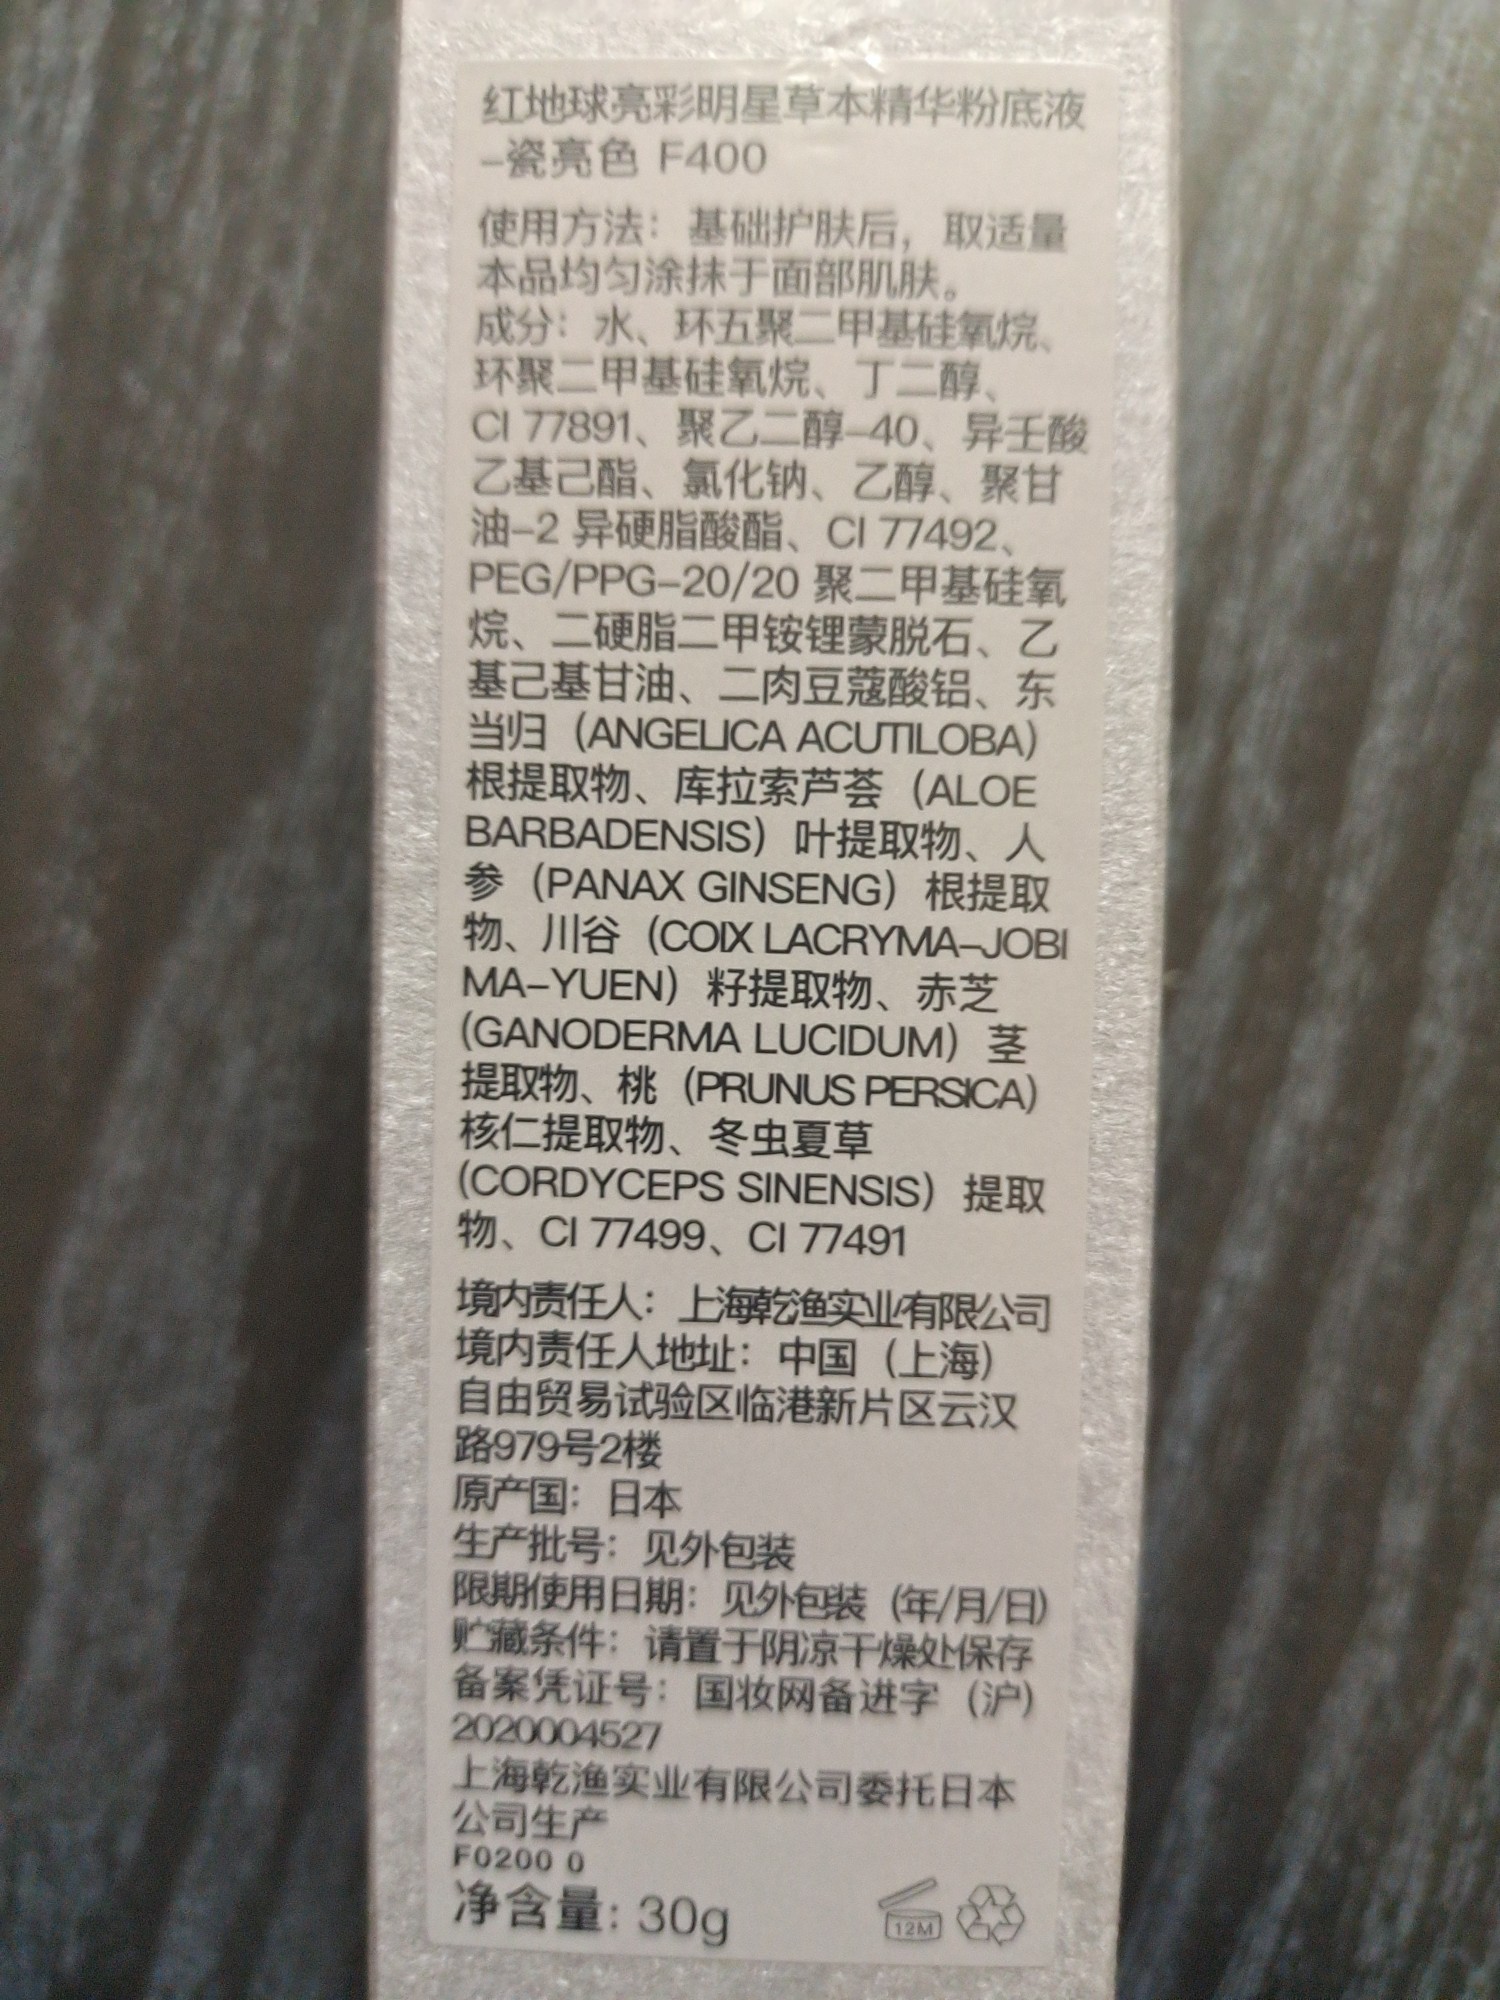 红地球亮彩明星草本精华粉底液
-瓷亮色 F400
使用方法：基础护肤后，取适量
本品均匀涂抹于面部肌肤。
成分：水、环五聚二甲基硅氧烷、
环聚二甲基硅氧烷、丁二醇、
CI 77891、聚乙二醇-40、异壬酸
乙基己酯、氯化钠、乙醇、聚甘
油-2 异硬脂酸酯、CI 77492、
PEG/PPG-20/20 聚二甲基硅氧
烷、二硬脂二甲铵锂蒙脱石、乙
基己基甘油、二肉豆蔻酸铝、东
当归（ANGELICA ACUTILOBA）
根提取物、库拉索芦荟（ALOE
BARBADENSIS）叶提取物、人
参（PANAX GINSENG）根提取
物、川谷（COIX LACRYMA-JOBI
MA-YUEN）籽提取物、赤芝
(GANODERMA LUCIDUM）茎
提取物、桃（PRUNUS PERSICA）
核仁提取物、冬虫夏草
(CORDYCEPS SINENSIS）提取
物、CI 77499、CI 77491
境内责任人：上海乾渔实业有限公司
境内责任人地址：中国（上海）
自由贸易试验区临港新片区云汉
路979号2楼
原产国：日本
生产批号：见外包装
限期使用日期：见外包装（年/月/日）
贮藏条件：请置于阴凉干燥处保存
备案凭证号：国妆网备进字（沪）
2020004527
上海乾渔实业有限公司委托日本
公司生产
F0200 0
净含量：30g
12M